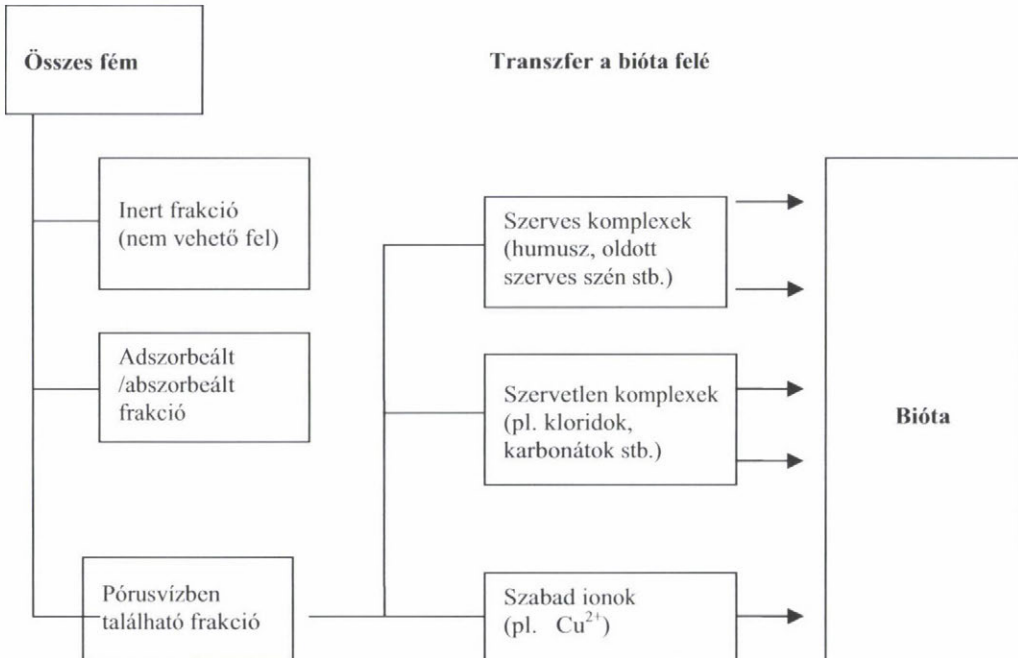 Összes fém
Transzfer a bióta felé
Inert frakció
(nem vehető fel)
Adszorbeált
/abszorbeált
frakció
Pórusvízben
található frakció
Szerves komplexek
(humusz, oldott
szerves szén stb.)
Szervetlen komplexek
(pl. kloridok,
karbonátok stb.)
Szabad ionok
(pl. Cu²⁺)
Bióta